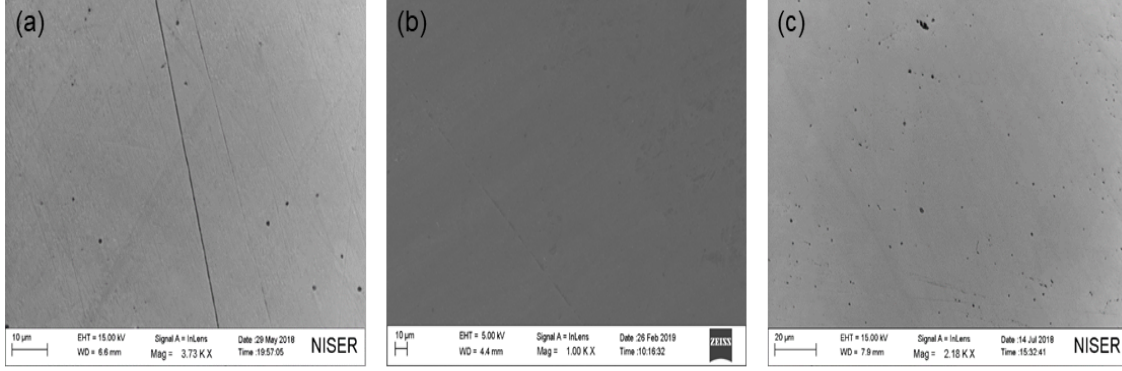 (a)
10 µm
EHT = 15.00 kV
WD = 6.6 mm
Signal A = InLens
Mag = 3.73 K X
Date :29 May 2018
Time :19:57:05
NISER
(b)
10 µm
EHT = 5.00 kV
WD = 4.4 mm
Signal A = InLens
Mag = 1.00 K X
Date :26 Feb 2019
Time :10:16:32
ZEISS
(c)
20 µm
EHT = 15.00 kV
WD = 7.9 mm
Signal A = InLens
Mag = 2.18 K X
Date :14 Jul 2018
Time :15:32:41
NISER